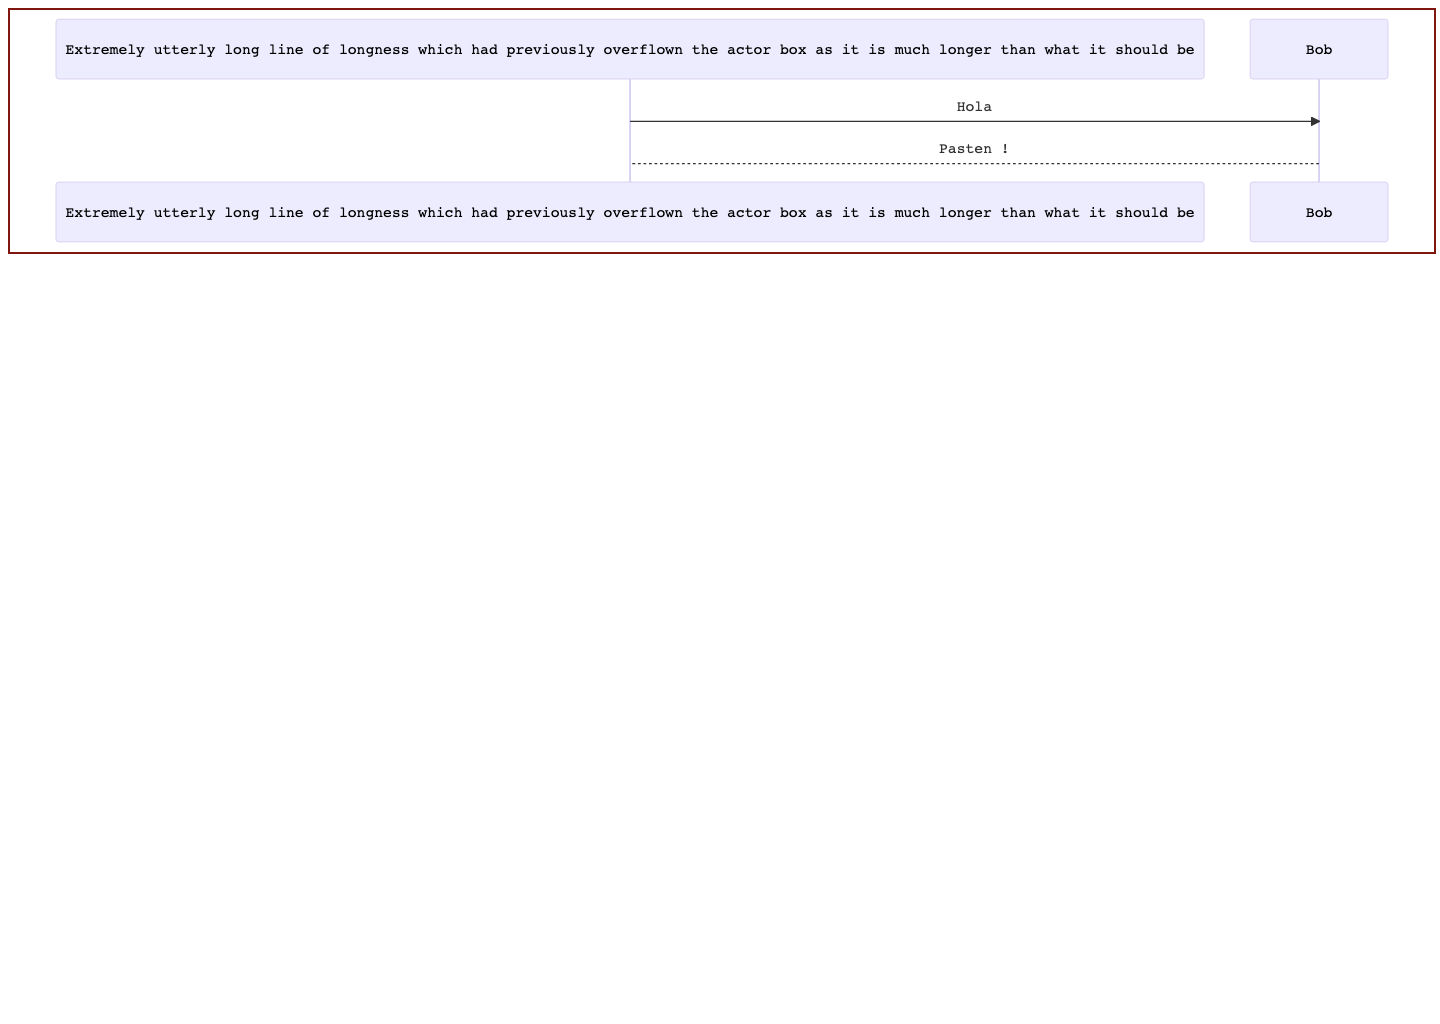 Extremely utterly long line of longness which had previously overflown the actor box as it is much longer than what it should be
Bob
Hola
Pasten !
Extremely utterly long line of longness which had previously overflown the actor box as it is much longer than what it should be
Bob